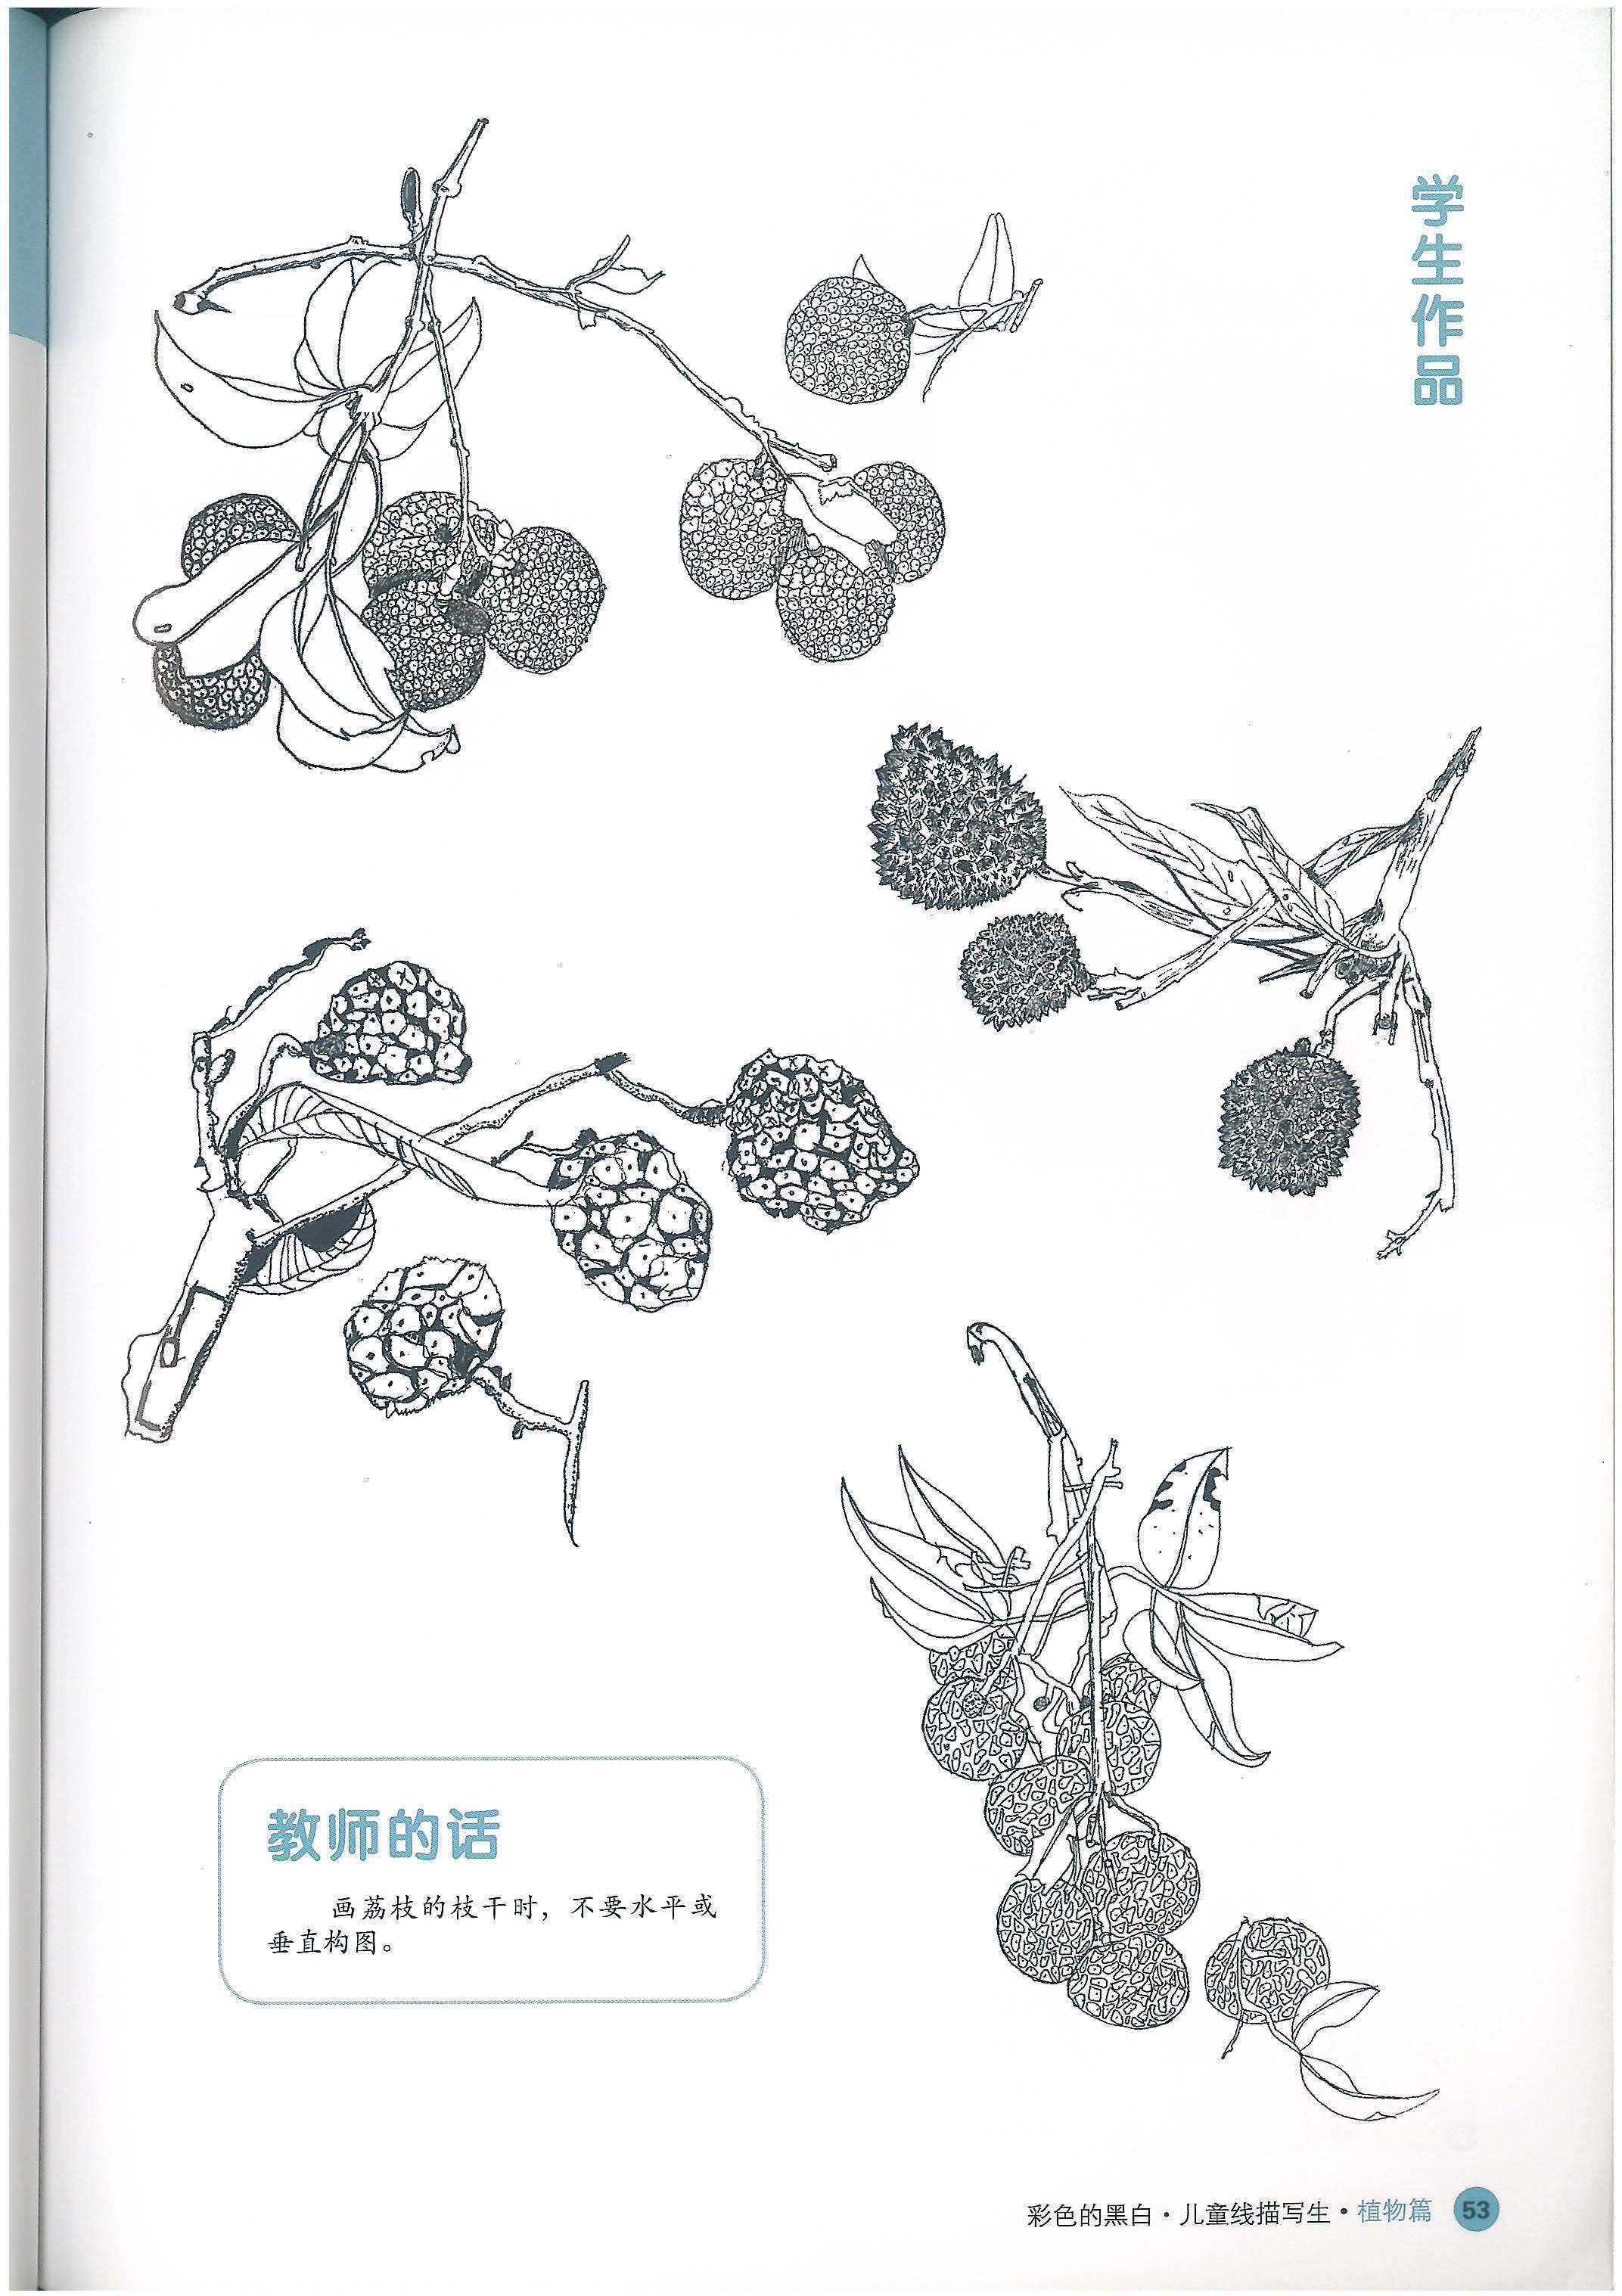 学生作品
教师的话
画荔枝的枝干时，不要水平或
垂直构图。
彩色的黑白·儿童线描写生·植物篇 53